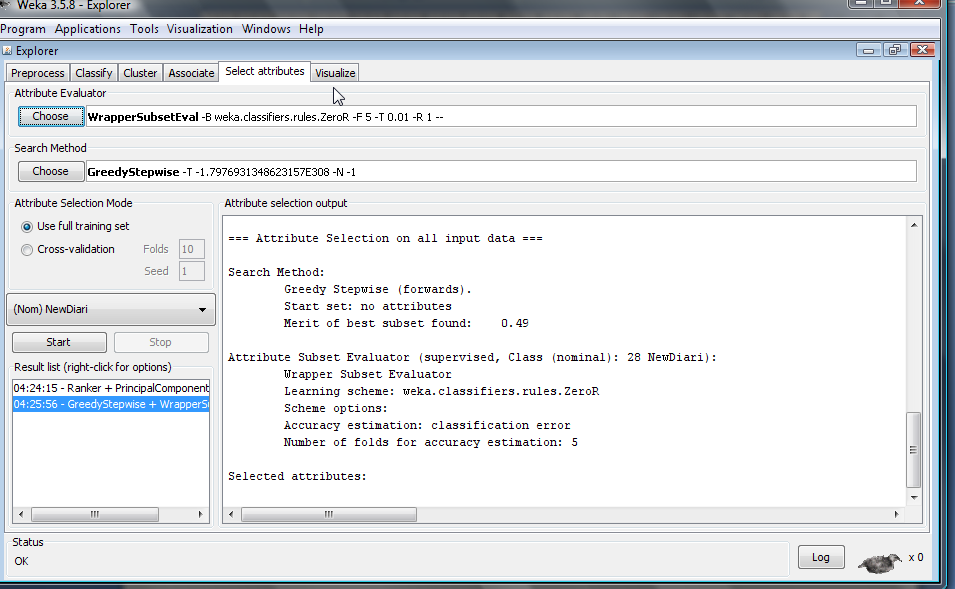 Weka 3.5.8 - Explorer
Program Applications Tools Visualization Windows Help
Explorer
Preprocess Classify Cluster Associate Select attributes Visualize
Attribute Evaluator
Choose WrapperSubsetEval -B weka.classifiers.rules.ZeroR -F 5 -T 0.01 -R 1 --
Search Method
Choose GreedyStepwise -T -1.7976931348623157E308 -N -1
Attribute Selection Mode
Use full training set
Cross-validation Folds 10
Seed 1
(Nom) NewDiari
Start Stop
Result list (right-click for options)
04:24:15 - Ranker + PrincipalComponent
04:25:56 - GreedyStepwise + WrapperSu
Attribute selection output
=== Attribute Selection on all input data ===
Search Method:
Greedy Stepwise (forwards).
Start set: no attributes
Merit of best subset found: 0.49
Attribute Subset Evaluator (supervised, Class (nominal): 28 NewDiari):
Wrapper Subset Evaluator
Learning scheme: weka.classifiers.rules.ZeroR
Scheme options:
Accuracy estimation: classification error
Number of folds for accuracy estimation: 5
Selected attributes:
Status
OK
Log x 0